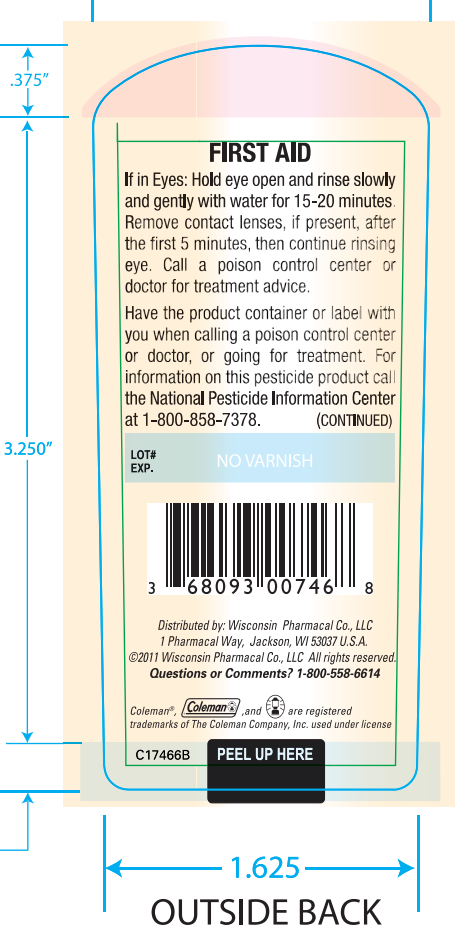 .375"
FIRST AID
If in Eyes: Hold eye open and rinse slowly
and gently with water for 15-20 minutes.
Remove contact lenses, if present, after
the first 5 minutes, then continue rinsing
eye. Call a poison control center or
doctor for treatment advice.
Have the product container or label with
you when calling a poison control center
or doctor, or going for treatment. For
information on this pesticide product call
the National Pesticide Information Center
at 1-800-858-7378. (CONTINUED)
3.250"
LOT#
EXP.
NO VARNISH
3 68093 00746 8
Distributed by: Wisconsin Pharmacal Co., LLC
1 Pharmacal Way, Jackson, WI 53037 U.S.A.
©2011 Wisconsin Pharmacal Co., LLC All rights reserved.
Questions or Comments? 1-800-558-6614
Coleman®, Coleman ,and are registered
trademarks of The Coleman Company, Inc. used under license
C17466B
PEEL UP HERE
1.625
OUTSIDE BACK